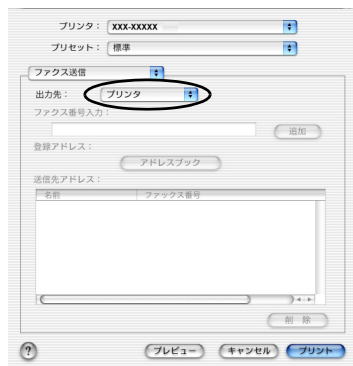 プリンタ： XXX-XXXXX
プリセット： 標準
ファクス送信
出力先： プリンタ
ファクス番号入力：
追加
登録アドレス：
アドレスブック
送信先アドレス：
名前 ファックス番号
削 除
? プレビュー キャンセル プリント